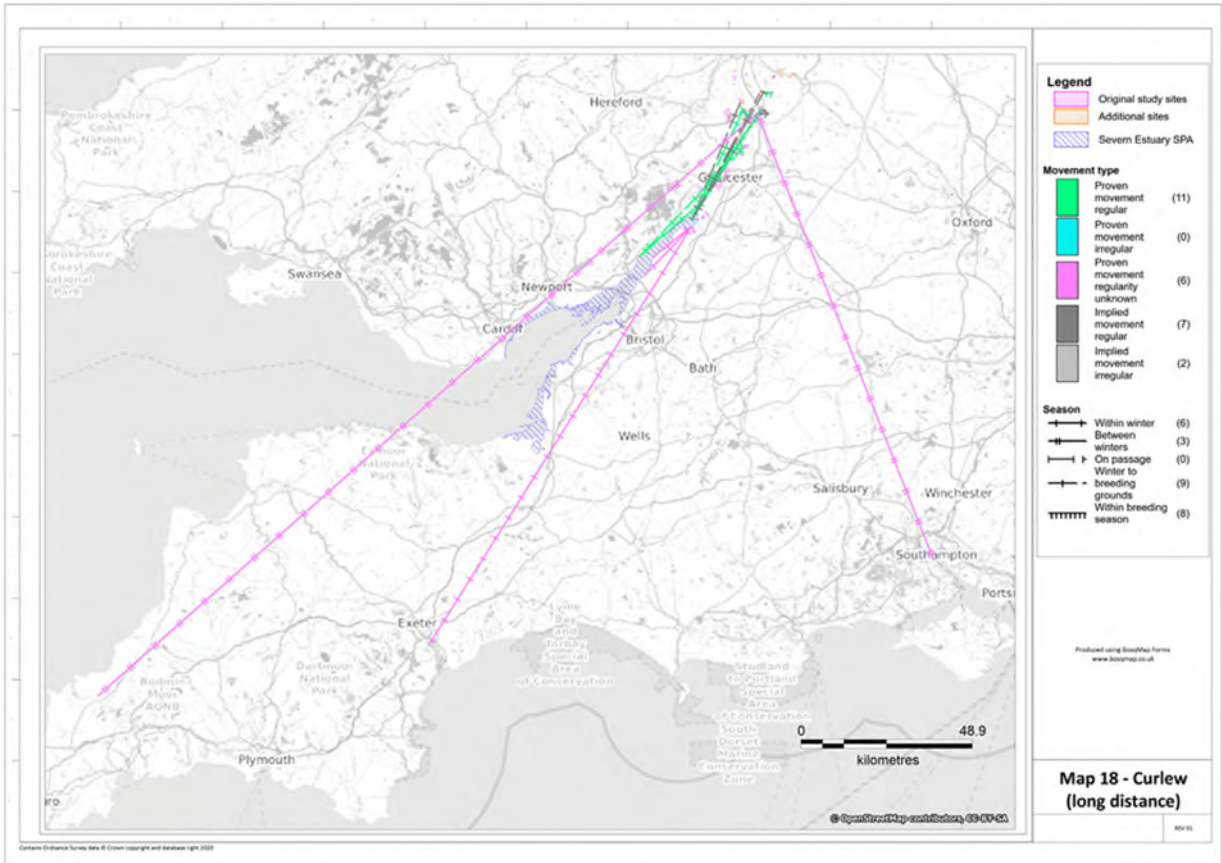 Hereford
Pembrokeshire
Coast
National
Park
Gloucester
Oxford
Swansea
Newport
Cardiff
Bristol
Bath
Wells
Exmoor
National
Park
Salisbury
Winchester
Southampton
Ports
Exeter
Lyme
Bay
and
Torbay
Special
Area
of Conservation
Dartmoor
National
Park
Bodmin
Moor
AONB
Studland
to Portland
Special
Area
of Conservation
South
Dorset
Marine
Conservation
Zone
Plymouth
uro
0 48.9
kilometres
© OpenStreetMap contributors, CC-BY-SA
Legend
Original study sites
Additional sites
Severn Estuary SPA
Movement type
Proven
movement
regular (11)
Proven
movement
irregular (0)
Proven
movement
regularity
unknown (6)
Implied
movement
regular (7)
Implied
movement
irregular (2)
Season
Within winter (6)
Between
winters (3)
On passage (0)
Winter to
breeding
grounds (9)
Within breeding
season (8)
Produced using BosqMap Forms
www.bosqmap.co.uk
Map 18 - Curlew
(long distance)
REV 01
Contains Ordnance Survey data © Crown copyright and database right 2020